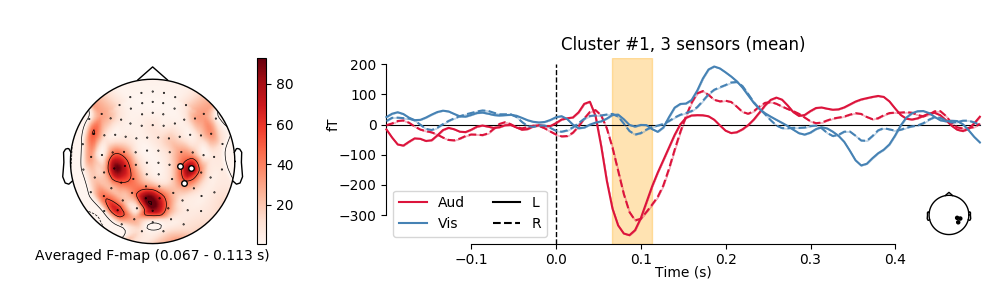 Cluster #1, 3 sensors (mean)
80
60
40
20
Averaged F-map (0.067 - 0.113 s)
fT
200
100
0
−100
−200
−300
Aud
Vis
L
R
−0.1 0.0 0.1 0.2 0.3 0.4
Time (s)